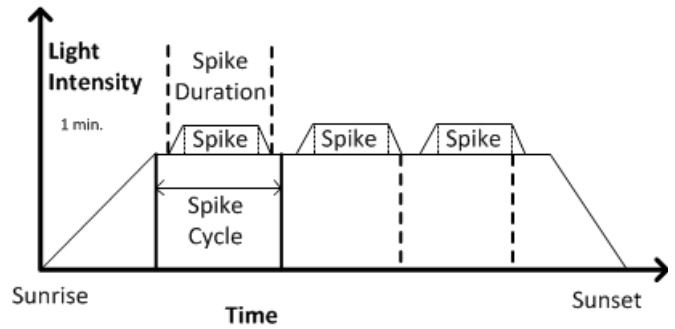 Light
Intensity
1 min.
Spike
Duration
Spike
Spike
Spike
Spike
Cycle
Sunrise
Time
Sunset